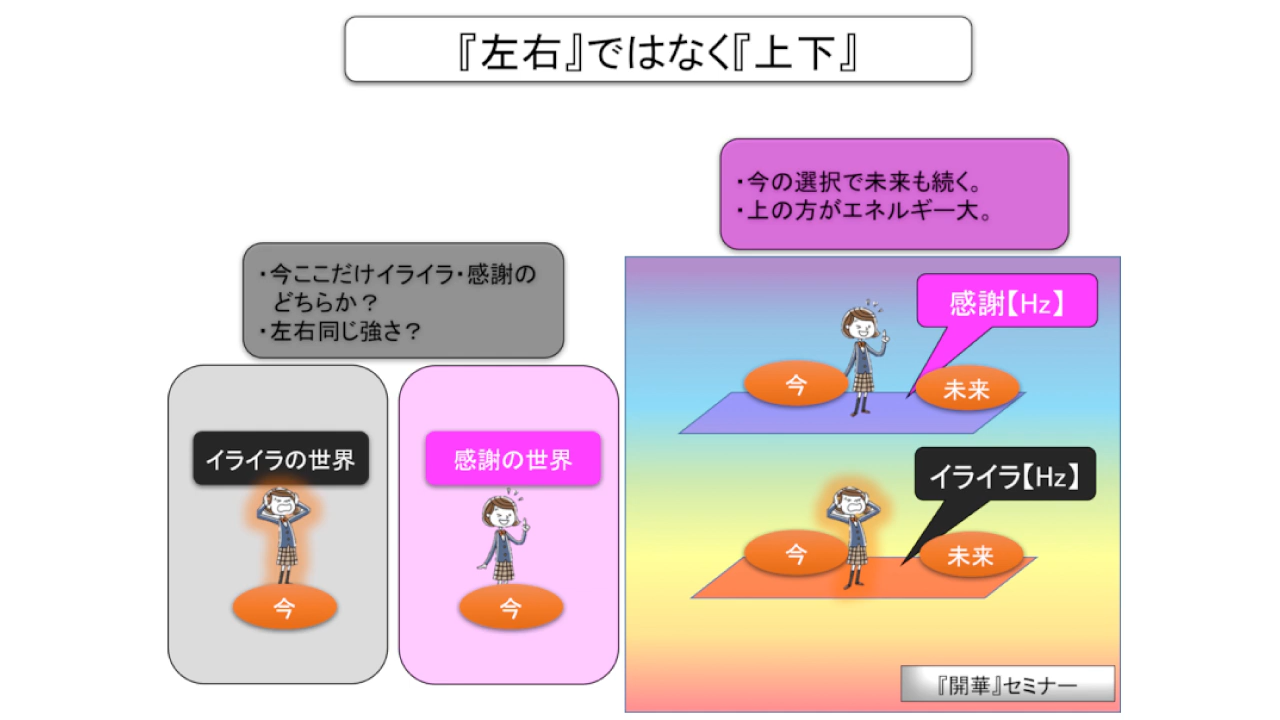 『左右』ではなく『上下』
・今の選択で未来も続く。
・上の方がエネルギー大。
・今ここだけイライラ・感謝の
どちらか？
・左右同じ強さ？
イライラの世界
今
感謝の世界
今
感謝【Hz】
今
未来
イライラ【Hz】
今
未来
『開華』セミナー